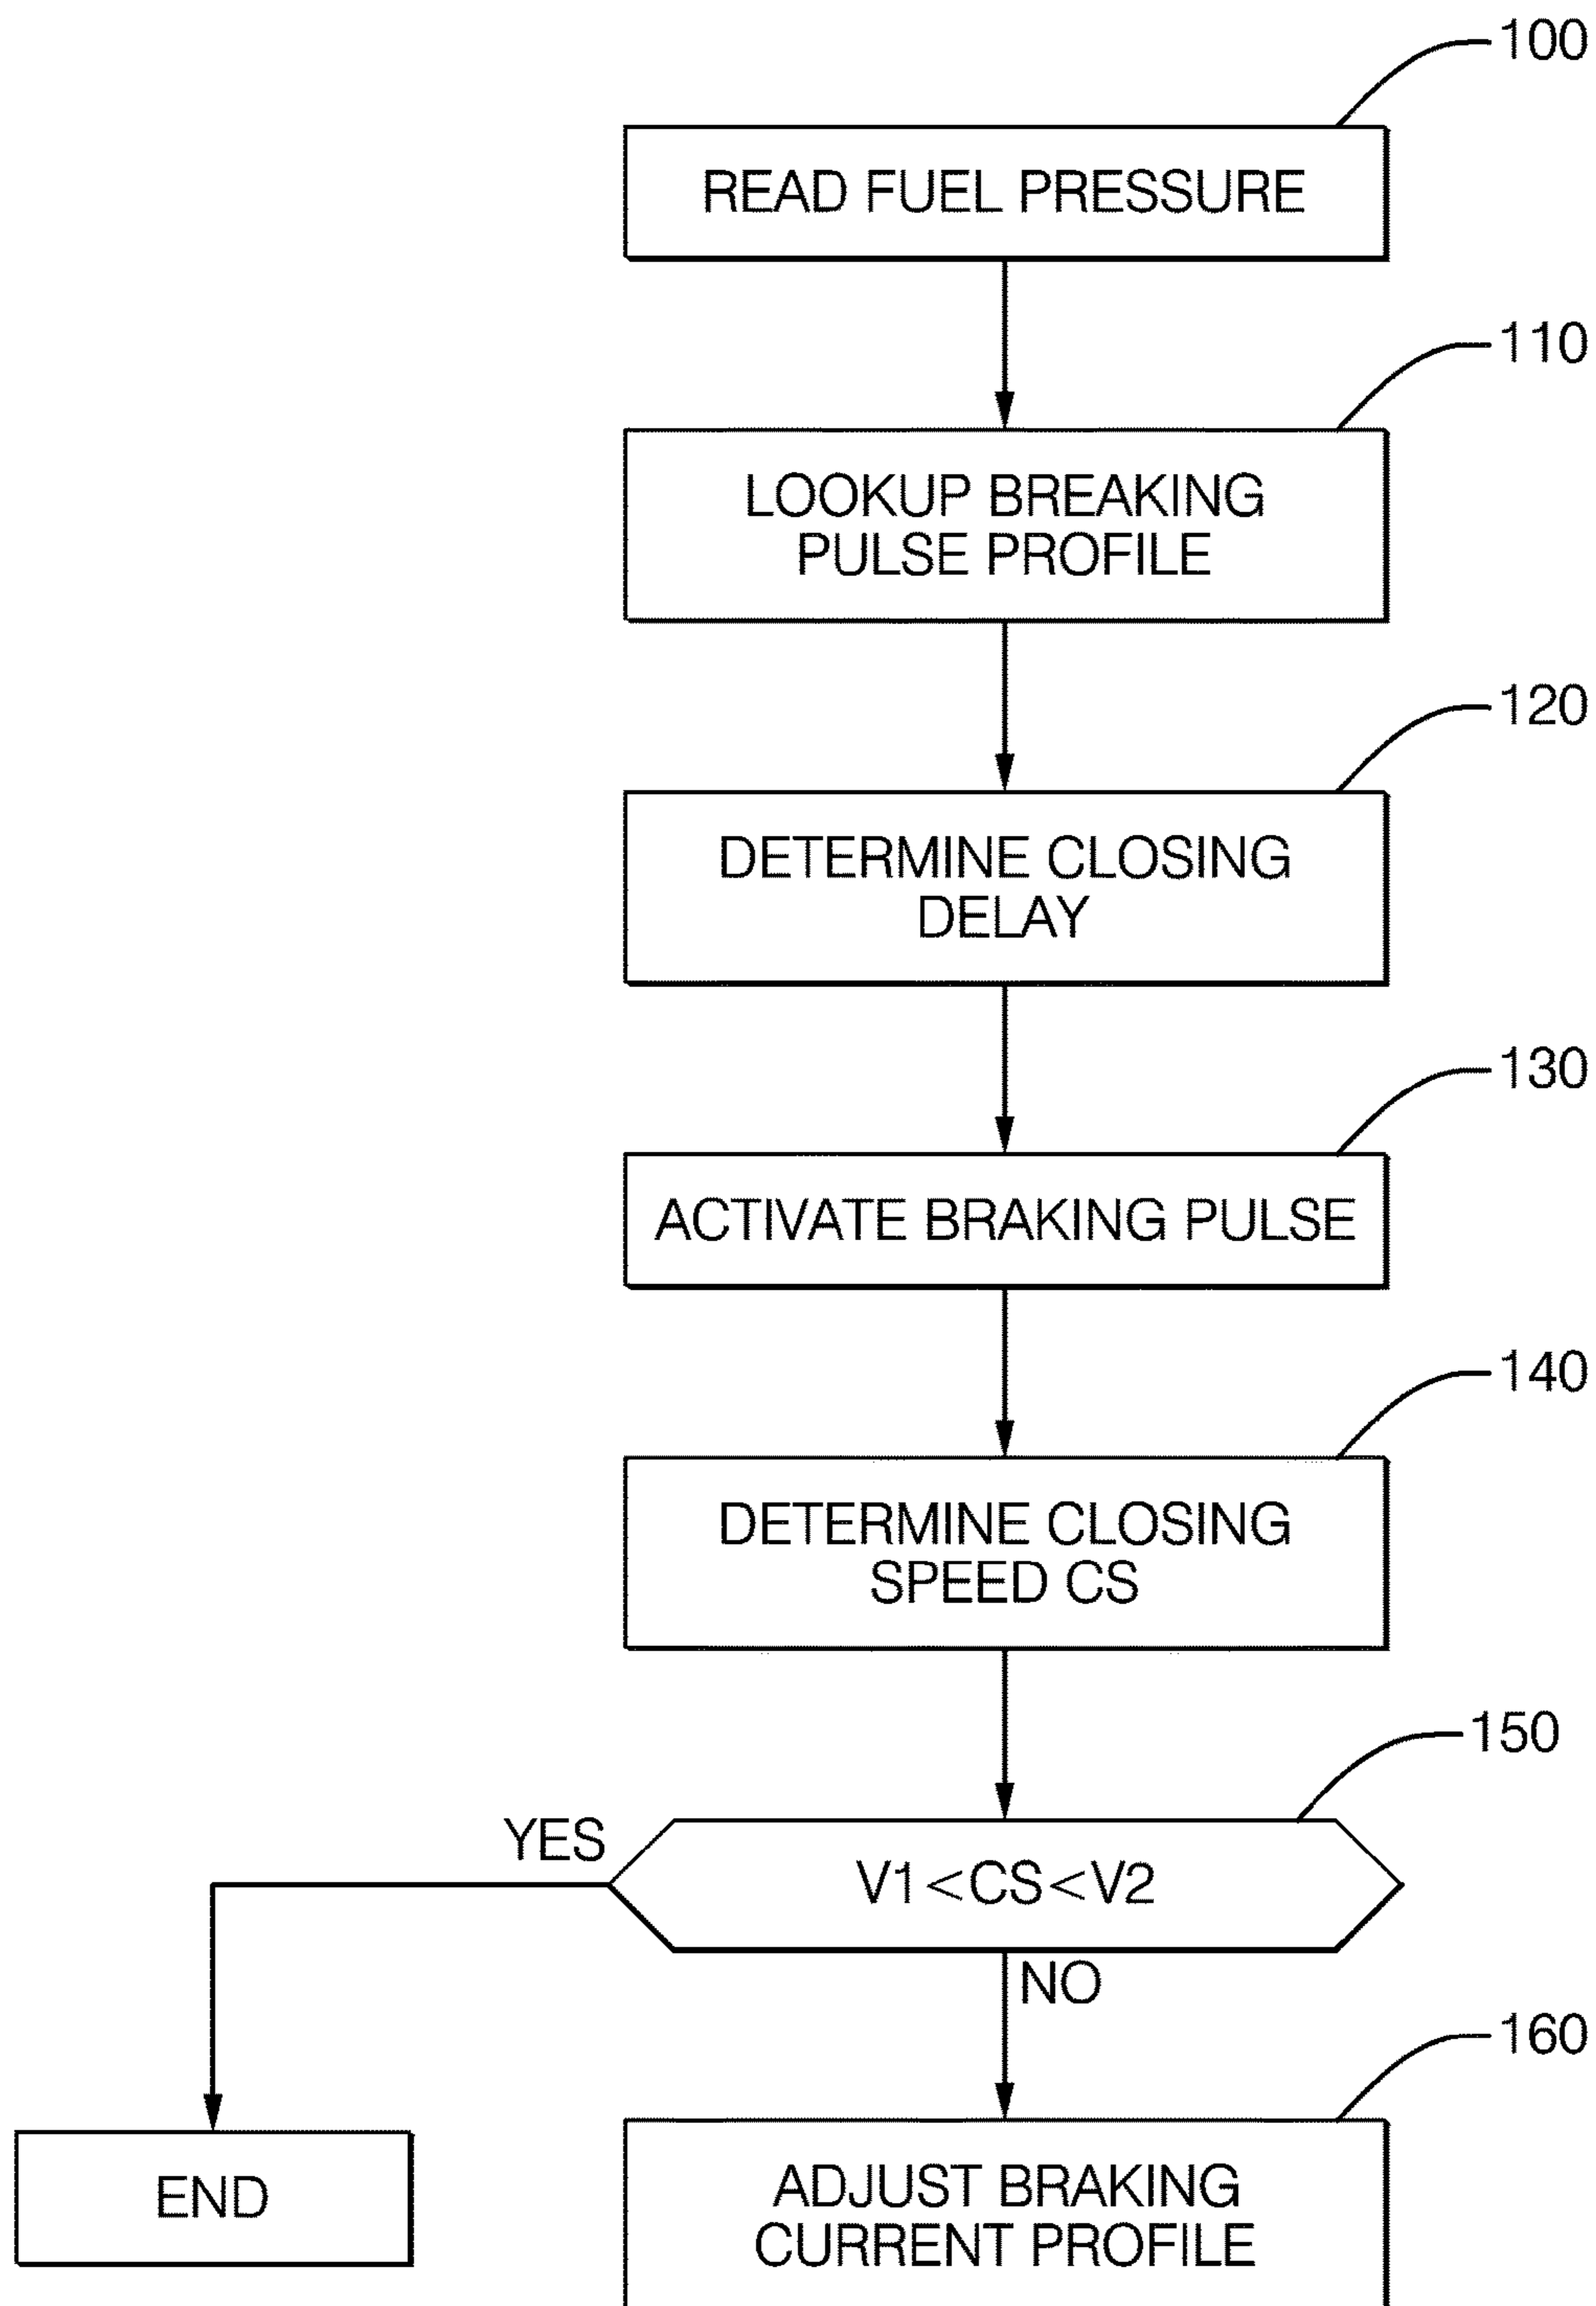 100
READ FUEL PRESSURE
110
LOOKUP BREAKING
PULSE PROFILE
120
DETERMINE CLOSING
DELAY
130
ACTIVATE BRAKING PULSE
140
DETERMINE CLOSING
SPEED CS
150
YES
V1<CS<V2
NO
160
END
ADJUST BRAKING
CURRENT PROFILE